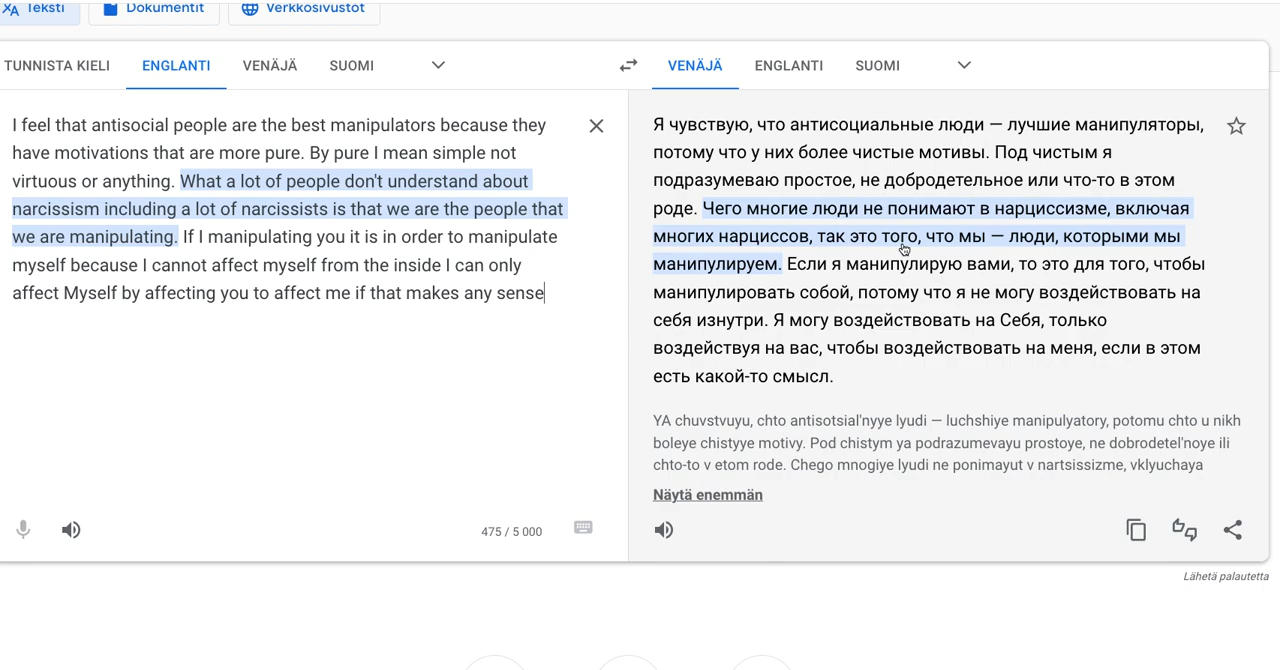 Teksti
Dokumentit
Verkkosivustot
TUNNISTA KIELI
ENGLANTI
VENÄJÄ
SUOMI
VENÄJÄ
ENGLANTI
SUOMI
I feel that antisocial people are the best manipulators because they
have motivations that are more pure. By pure I mean simple not
virtuous or anything. What a lot of people don't understand about
narcissism including a lot of narcissists is that we are the people that
we are manipulating. If I manipulating you it is in order to manipulate
myself because I cannot affect myself from the inside I can only
affect Myself by affecting you to affect me if that makes any sense
475 / 5 000
Я чувствую, что антисоциальные люди — лучшие манипуляторы,
потому что у них более чистые мотивы. Под чистым я
подразумеваю простое, не добродетельное или что-то в этом
роде. Чего многие люди не понимают в нарциссизме, включая
многих нарциссов, так это того, что мы — люди, которыми мы
манипулируем. Если я манипулирую вами, то это для того, чтобы
манипулировать собой, потому что я не могу воздействовать на
себя изнутри. Я могу воздействовать на Себя, только
воздействуя на вас, чтобы воздействовать на меня, если в этом
есть какой-то смысл.
YA chuvstvuyu, chto antisotsial'nyye lyudi — luchshiye manipulyatory, potomu chto u nikh
boleye chistyye motivy. Pod chistym ya podrazumevayu prostoye, ne dobrodetel'noye ili
chto-to v etom rode. Chego mnogiye lyudi ne ponimayut v nartsissizme, vklyuchaya
Näytä enemmän
Lähetä palautetta